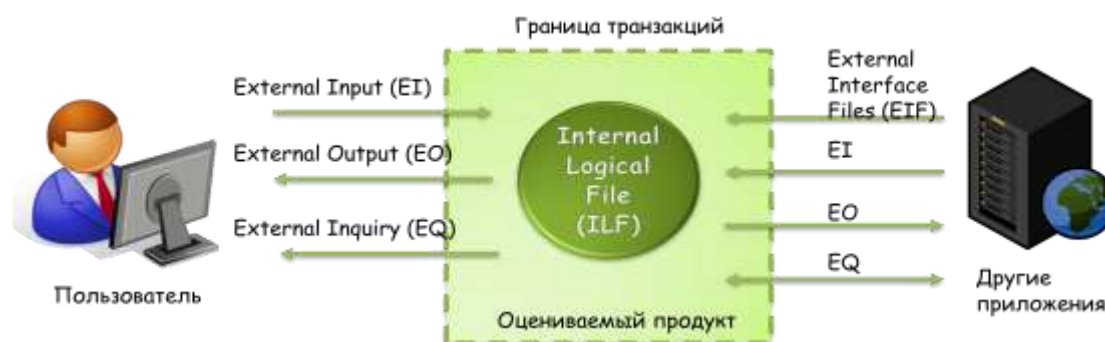 Граница транзакций
External Input (EI)
External Output (EO)
External Inquiry (EQ)
Пользователь
Internal
Logical
File
(ILF)
Оцениваемый продукт
External
Interface
Files (EIF)
EI
EO
EQ
Другие
приложения